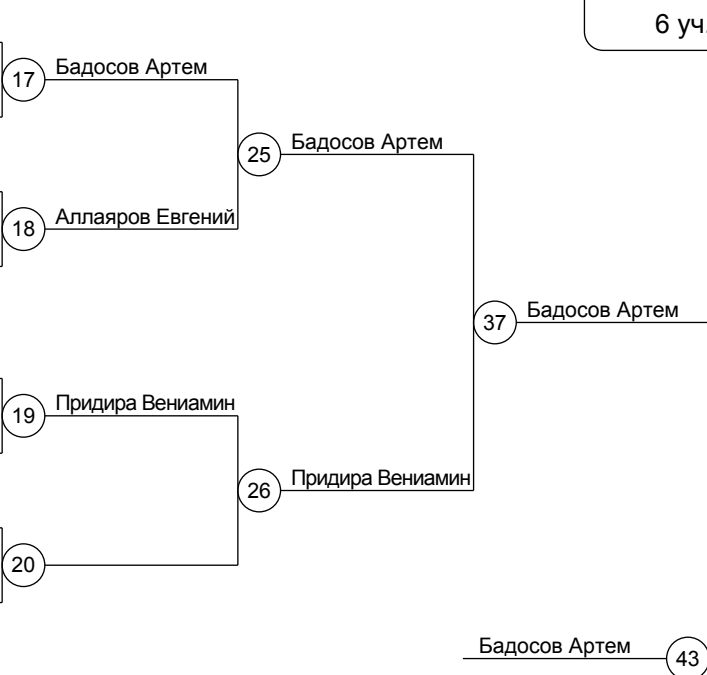 6 уч.
17 Бадосов Артем
25 Бадосов Артем
18 Аллаяров Евгений
37 Бадосов Артем
19 Придира Вениамин
26 Придира Вениамин
20
Бадосов Артем 43